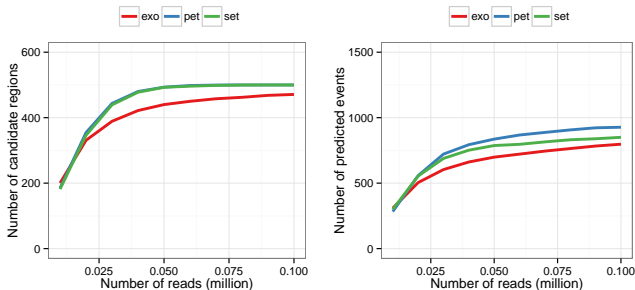 exo pet set
600
400
200
0
Number of candidate regions
0.025 0.050 0.075 0.100
Number of reads (million)
exo pet set
1500
1000
500
0
Number of predicted events
0.025 0.050 0.075 0.100
Number of reads (million)